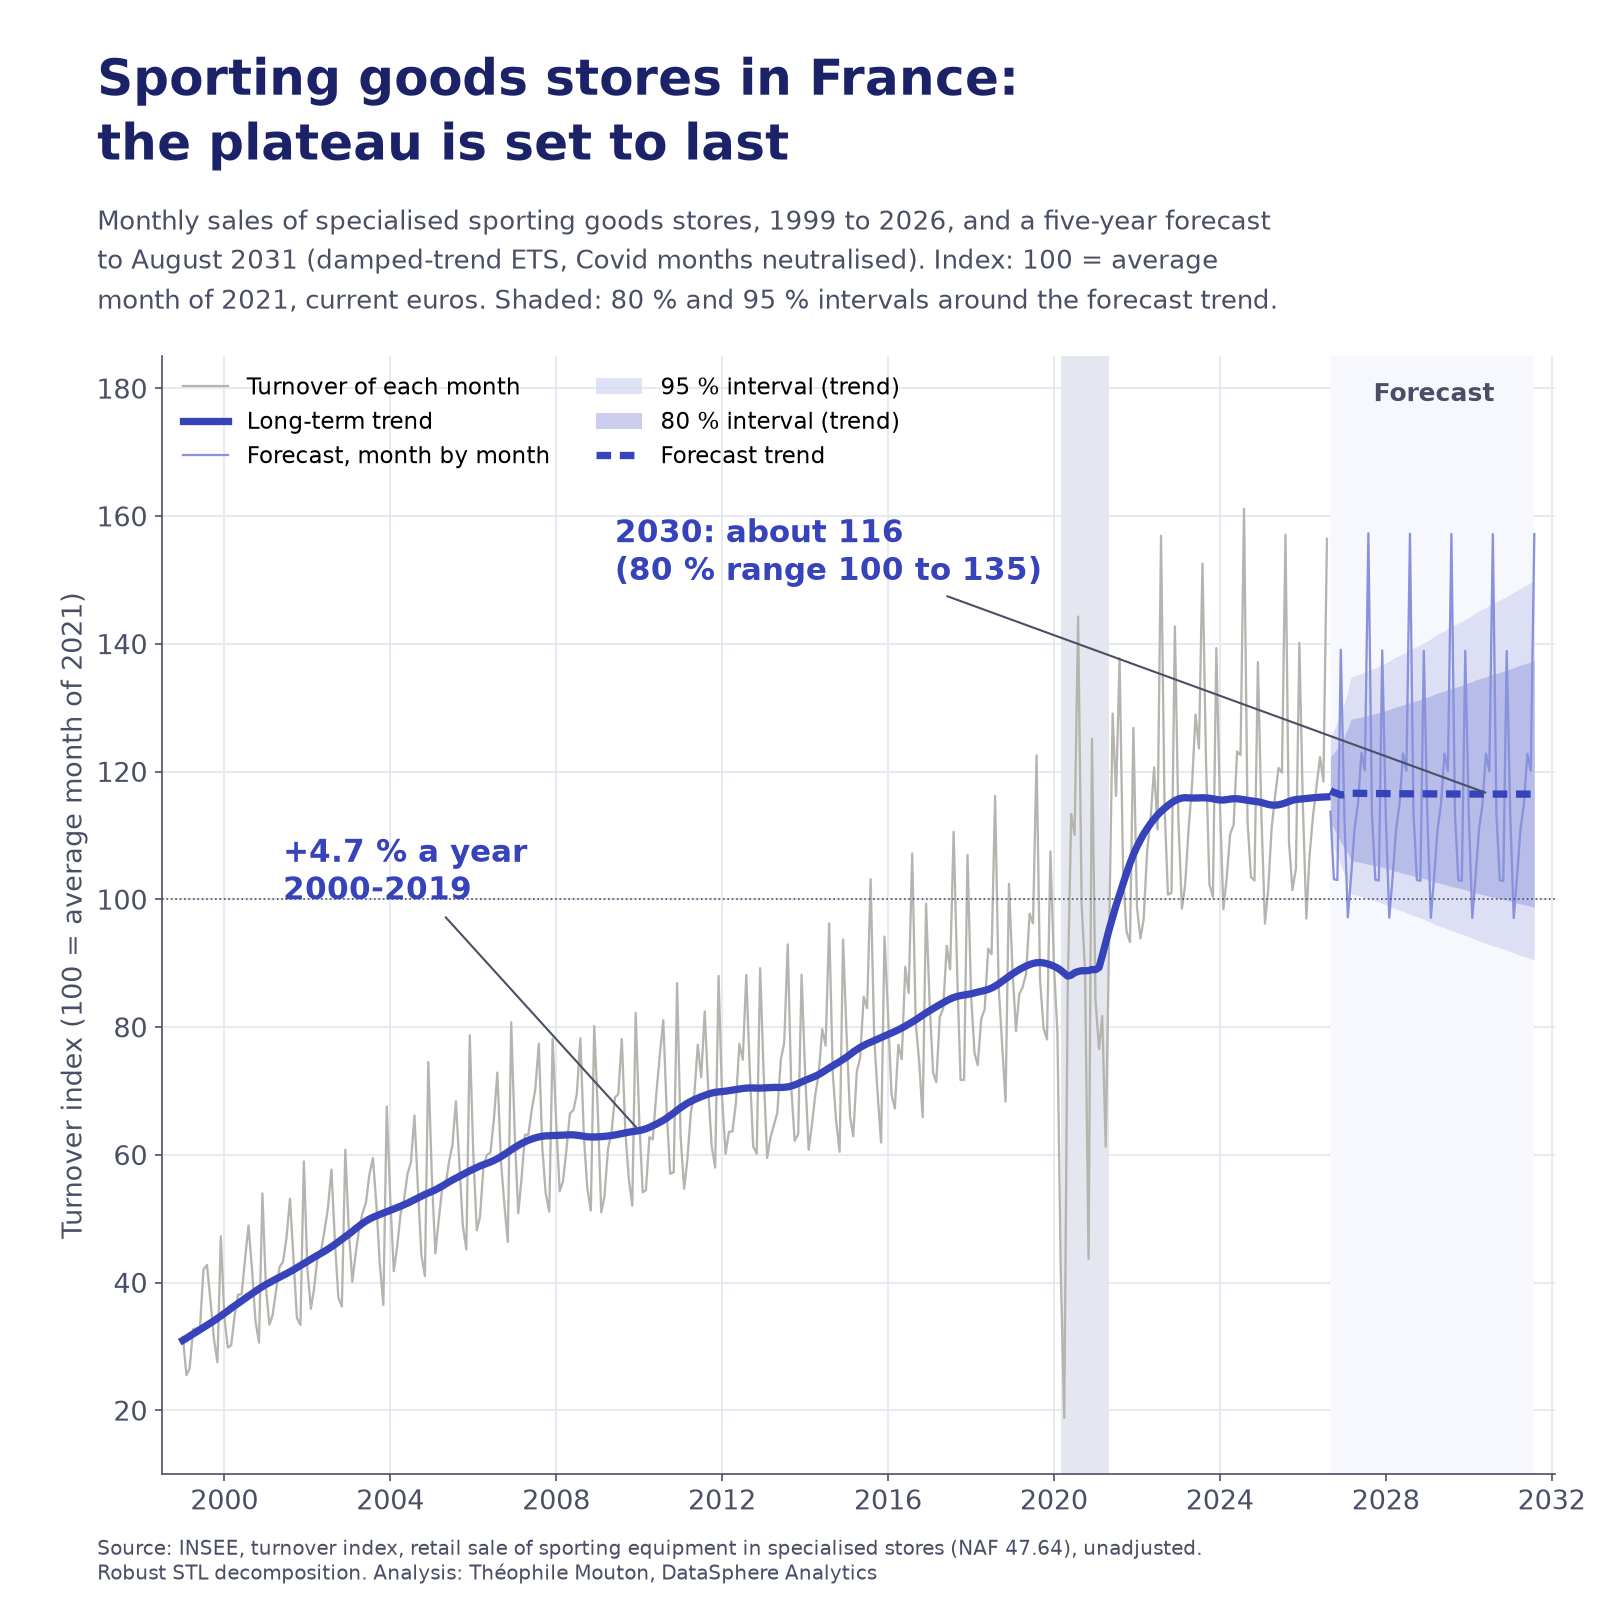 Sporting goods stores in France:
the plateau is set to last
Monthly sales of specialised sporting goods stores, 1999 to 2026, and a five-year forecast
to August 2031 (damped-trend ETS, Covid months neutralised). Index: 100 = average
month of 2021, current euros. Shaded: 80 % and 95 % intervals around the forecast trend.
Turnover of each month
Long-term trend
Forecast, month by month
95 % interval (trend)
80 % interval (trend)
Forecast trend
Forecast
2030: about 116
(80 % range 100 to 135)
+4.7 % a year
2000-2019
Turnover index (100 = average month of 2021)
180
160
140
120
100
80
60
40
20
2000
2004
2008
2012
2016
2020
2024
2028
2032
Source: INSEE, turnover index, retail sale of sporting equipment in specialised stores (NAF 47.64), unadjusted.
Robust STL decomposition. Analysis: Théophile Mouton, DataSphere Analytics